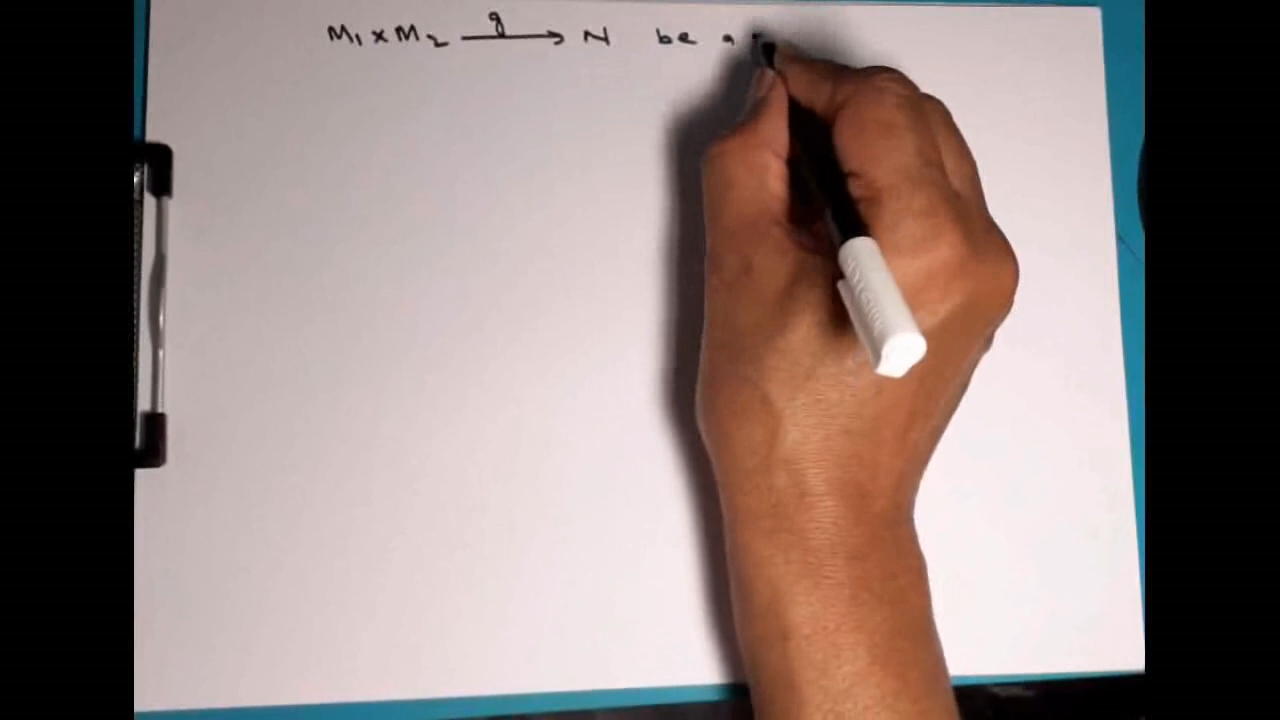 M₁ × M₂ —g→ N be a